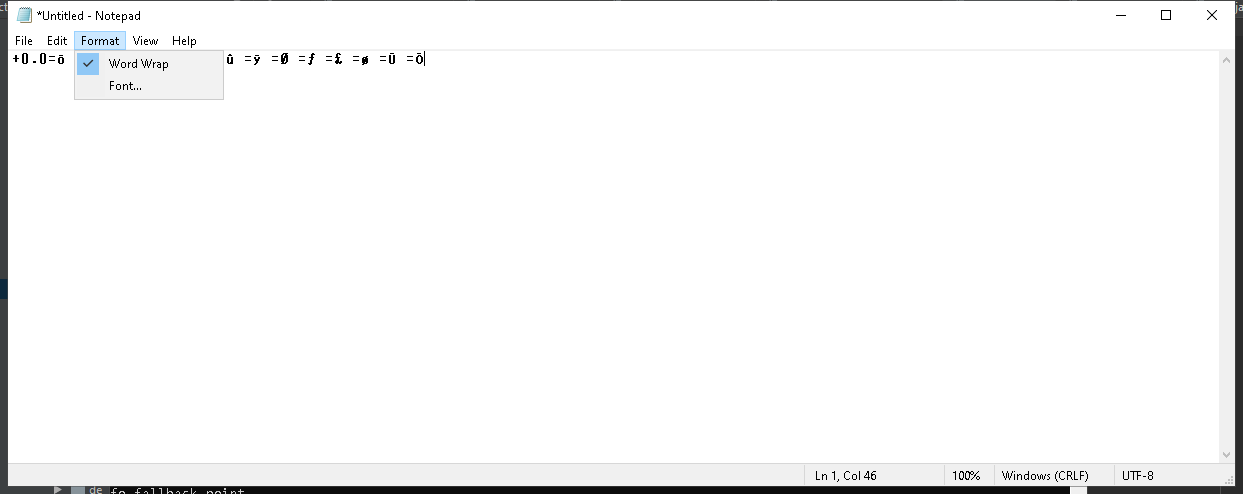 *Untitled - Notepad
File Edit Format View Help
+0.0=õ û =ÿ =Ø =ƒ =£ =ø =Ü =Õ
Word Wrap
Font...
Ln 1, Col 46 100% Windows (CRLF) UTF-8
de fo fallback point